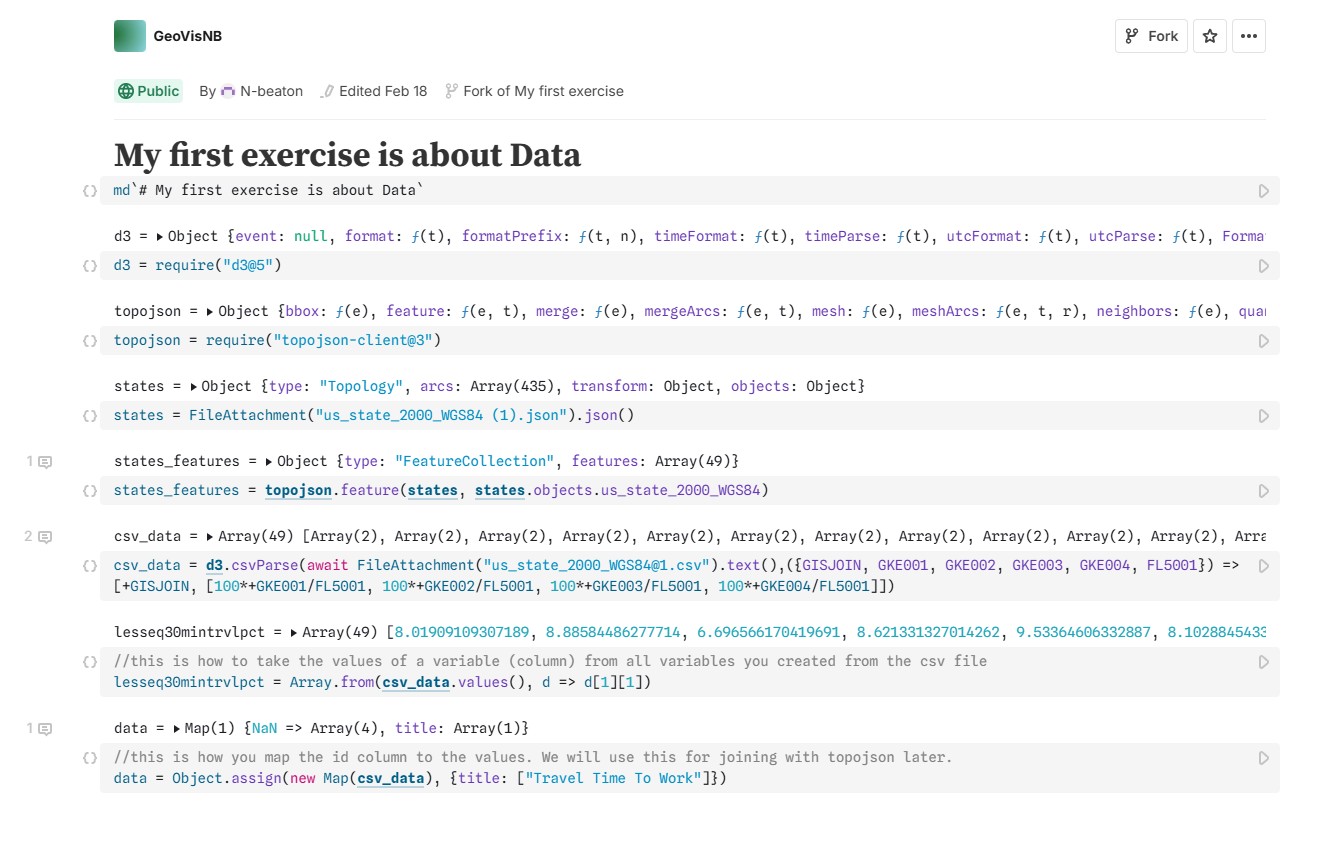 GeoVisNB
Fork
Public By N-beaton Edited Feb 18 Fork of My first exercise
My first exercise is about Data
md`# My first exercise is about Data`
d3 = Object {event: null, format: ƒ(t), formatPrefix: ƒ(t, n), timeFormat: ƒ(t), timeParse: ƒ(t), utcFormat: ƒ(t), utcParse: ƒ(t), Forma
d3 = require("d3@5")
topojson = Object {bbox: ƒ(e), feature: ƒ(e, t), merge: ƒ(e), mergeArcs: ƒ(e, t), mesh: ƒ(e), meshArcs: ƒ(e, t, r), neighbors: ƒ(e), quan
topojson = require("topojson-client@3")
states = Object {type: "Topology", arcs: Array(435), transform: Object, objects: Object}
states = FileAttachment("us_state_2000_WGS84 (1).json").json()
1
states_features = Object {type: "FeatureCollection", features: Array(49)}
states_features = topojson.feature(states, states.objects.us_state_2000_WGS84)
2
csv_data = Array(49) [Array(2), Array(2), Array(2), Array(2), Array(2), Array(2), Array(2), Array(2), Array(2), Array(2), Array(2), Arra
csv_data = d3.csvParse(await FileAttachment("us_state_2000_WGS84@1.csv").text(),({GISJOIN, GKE001, GKE002, GKE003, GKE004, FL5001}) =>
[+GISJOIN, [100*+GKE001/FL5001, 100*+GKE002/FL5001, 100*+GKE003/FL5001, 100*+GKE004/FL5001]])
lesseq30mintrvlpct = Array(49) [8.01909109307189, 8.88584486277714, 6.696566170419691, 8.621331327014262, 9.53364606332887, 8.1028845433
//this is how to take the values of a variable (column) from all variables you created from the csv file
lesseq30mintrvlpct = Array.from(csv_data.values(), d => d[1][1])
1
data = Map(1) {NaN => Array(4), title: Array(1)}
//this is how you map the id column to the values. We will use this for joining with topojson later.
data = Object.assign(new Map(csv_data), {title: ["Travel Time To Work"]})